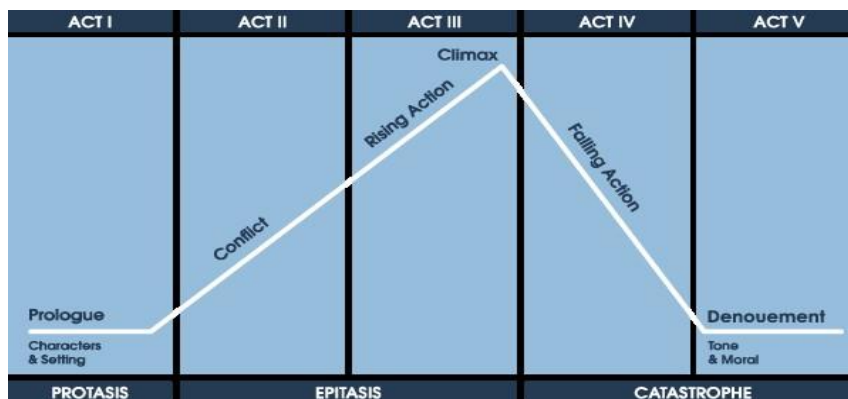 ACT I
ACT II
ACT III
ACT IV
ACT V
Climax
Rising Action
Falling Action
Conflict
Prologue
Characters
& Setting
Denouement
Tone
& Moral
PROTASIS
EPITASIS
CATASTROPHE